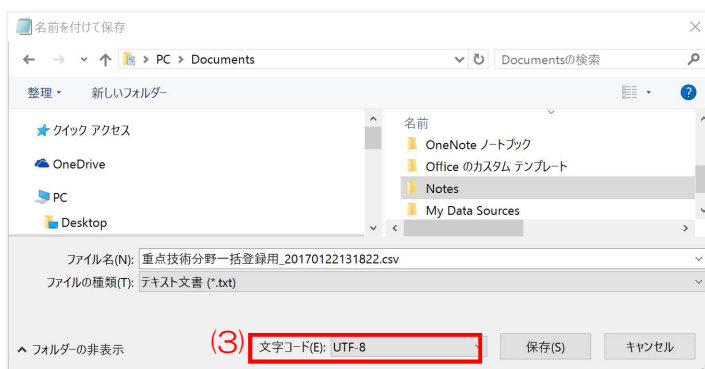 名前を付けて保存
PC > Documents
Documentsの検索
整理
新しいフォルダー
クイック アクセス
OneDrive
PC
Desktop
名前
OneNote ノートブック
Office のカスタム テンプレート
Notes
My Data Sources
ファイル名(N): 重点技術分野一括登録用_20170122131822.csv
ファイルの種類(T): テキスト文書 (*.txt)
フォルダーの非表示
(3)
文字コード(E): UTF-8
保存(S)
キャンセル